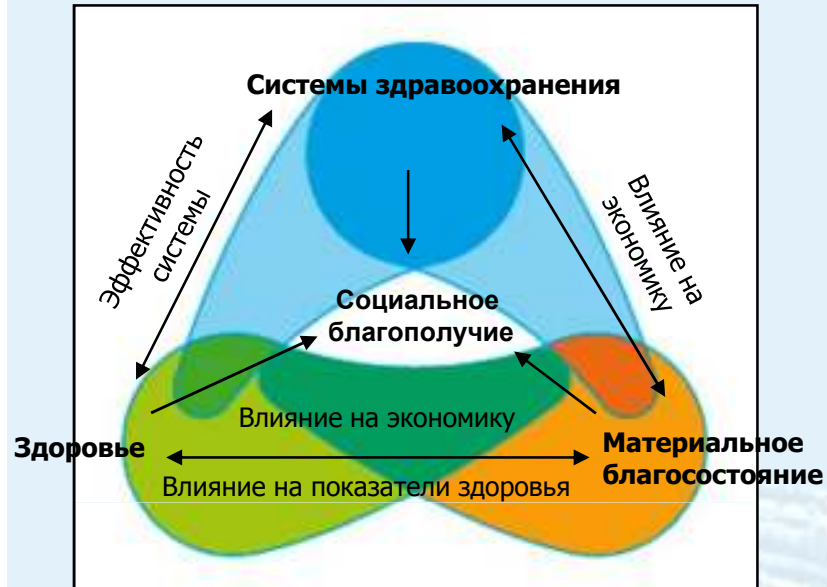 Системы здравоохранения
Эффективность
системы
Влияние на
экономику
Социальное
благополучие
Влияние на экономику
Здоровье
Материальное
благосостояние
Влияние на показатели здоровья